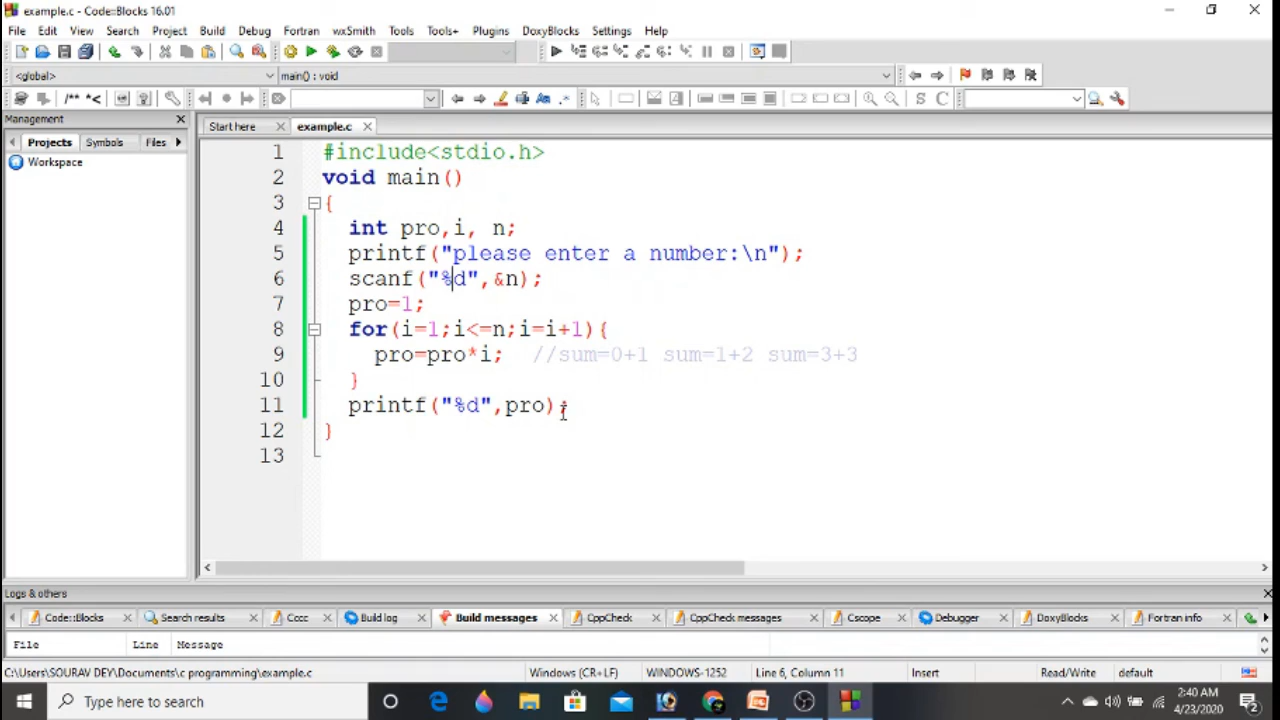 example.c - Code::Blocks 16.01
File Edit View Search Project Build Debug Fortran wxSmith Tools Tools+ Plugins DoxyBlocks Settings Help
<global> main() : void
/** *<
S C
Management
Projects Symbols Files
Workspace
Start here example.c
1 #include<stdio.h>
2 void main()
3 {
4 int pro,i, n;
5 printf("please enter a number:\n");
6 scanf("%d",&n);
7 pro=1;
8 for(i=1;i<=n;i=i+1){
9 pro=pro*i; //sum=0+1 sum=1+2 sum=3+3
10 }
11 printf("%d",pro);
12 }
13
Logs & others
Code::Blocks Search results Cccc Build log Build messages CppCheck CppCheck messages Cscope Debugger DoxyBlocks Fortran info
File Line Message
C:\Users\SOURAV DEY\Documents\c programming\example.c Windows (CR+LF) WINDOWS-1252 Line 6, Column 11 Insert Read/Write default
Type here to search
2:40 AM
4/23/2020
2